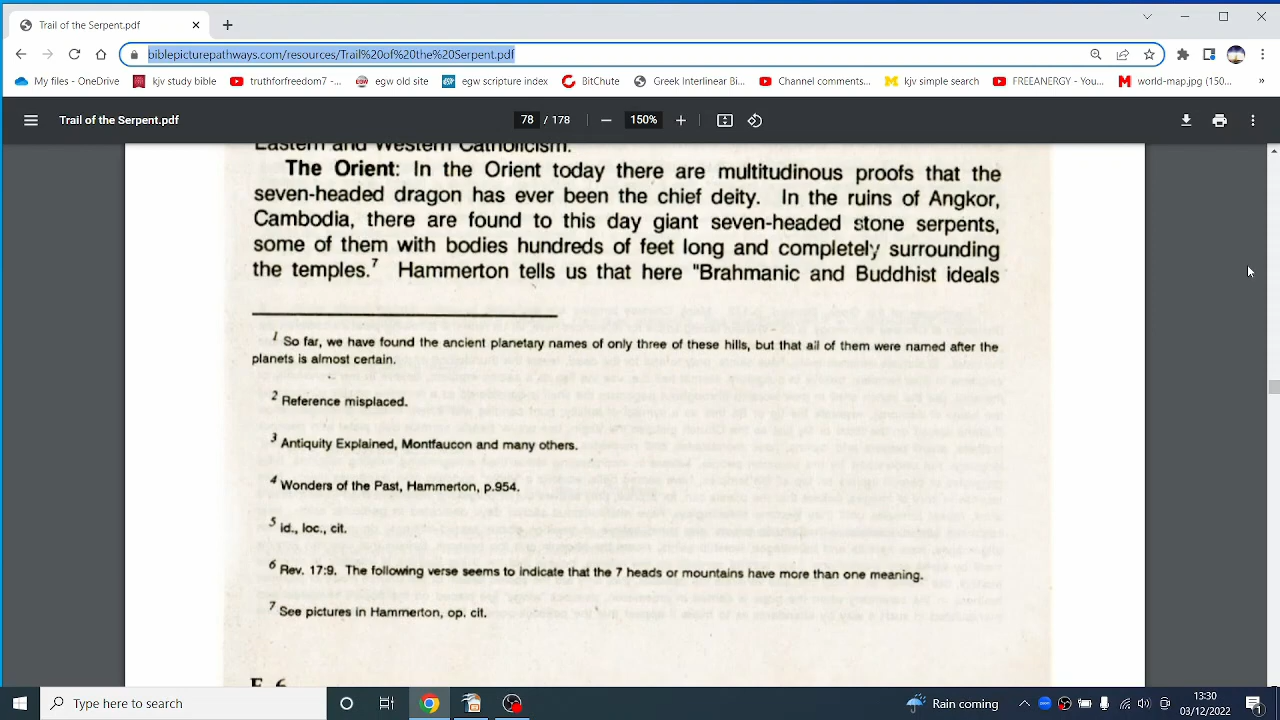 Trail of the Serpent.pdf
biblepicturepathways.com/resources/Trail%20of%20the%20Serpent.pdf
My files - OneDrive
kjv study bible
truthforfreedom7 -...
egw old site
egw scripture index
BitChute
Greek Interlinear Bi...
Channel comments...
kjv simple search
FREEANERGY - You...
world-map.jpg (150...
Trail of the Serpent.pdf
78 / 178
150%
Eastern and Western Catholicism.
The Orient: In the Orient today there are multitudinous proofs that the
seven-headed dragon has ever been the chief deity. In the ruins of Angkor,
Cambodia, there are found to this day giant seven-headed stone serpents,
some of them with bodies hundreds of feet long and completely surrounding
the temples.7 Hammerton tells us that here "Brahmanic and Buddhist ideals
1 So far, we have found the ancient planetary names of only three of these hills, but that all of them were named after the
planets is almost certain.
2 Reference misplaced.
3 Antiquity Explained, Montfaucon and many others.
4 Wonders of the Past, Hammerton, p.954.
5 id., loc., cit.
6 Rev. 17:9. The following verse seems to indicate that the 7 heads or mountains have more than one meaning.
7 See pictures in Hammerton, op. cit.
Type here to search
Rain coming
13:30
03/12/2022